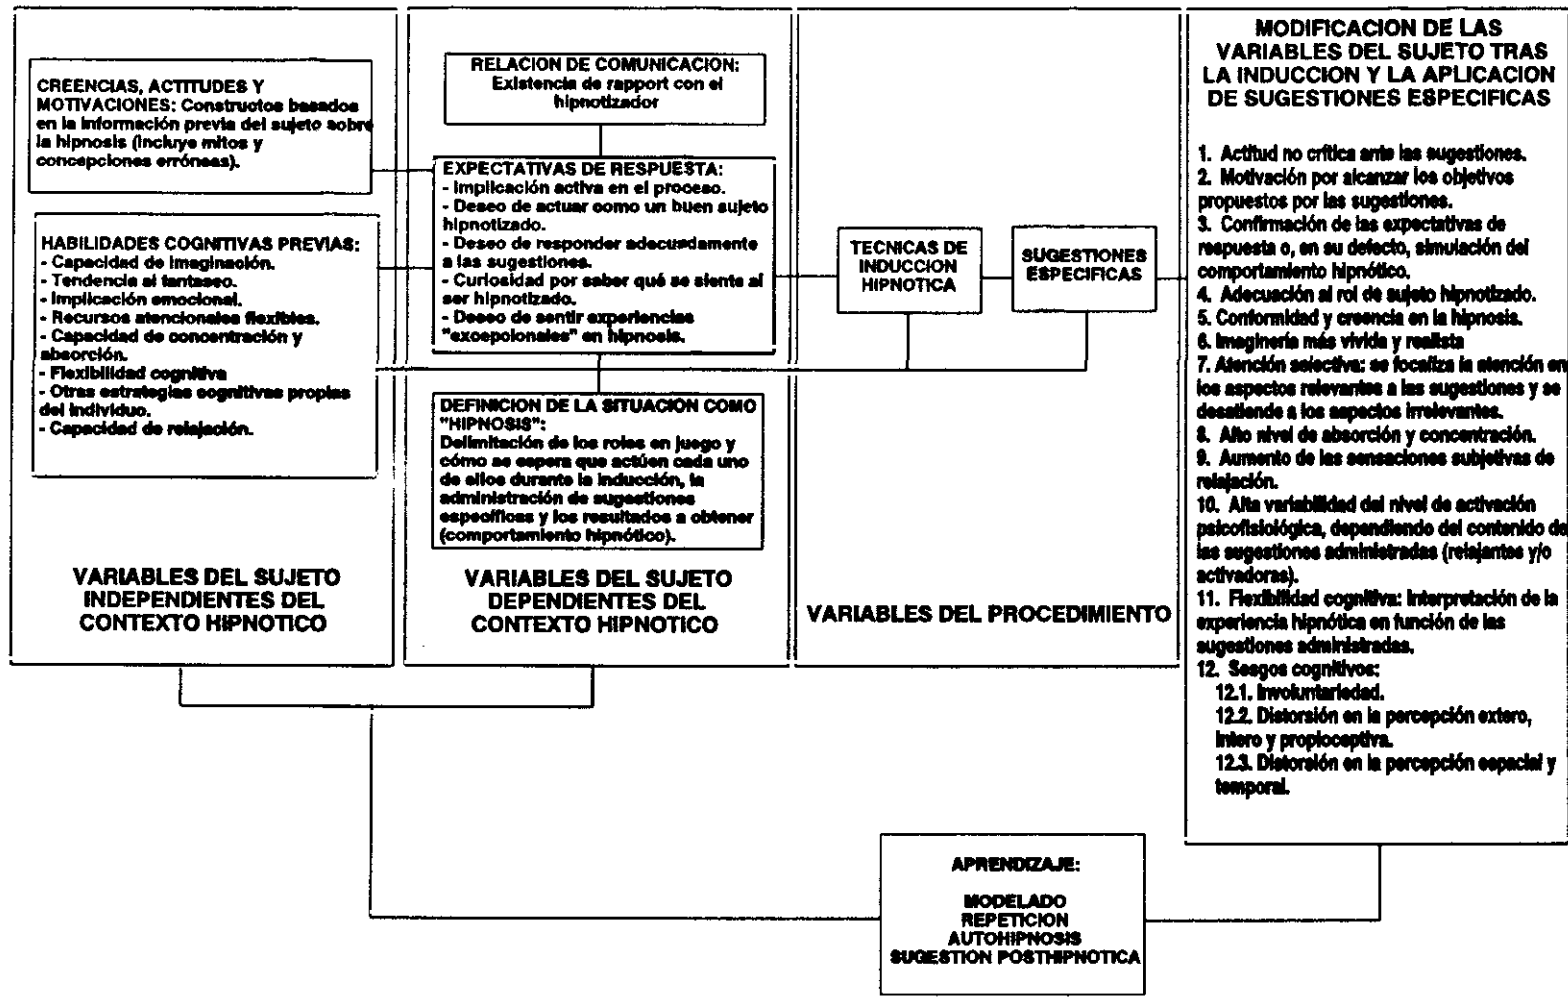 CREENCIAS, ACTITUDES Y
MOTIVACIONES: Constructos basados
en la información previa del sujeto sobre
la hipnosis (incluye mitos y
concepciones erróneas).
HABILIDADES COGNITIVAS PREVIAS:
- Capacidad de imaginación.
- Tendencia al fantaseo.
- Implicación emocional.
- Recursos atencionales flexibles.
- Capacidad de concentración y
absorción.
- Flexibilidad cognitiva
- Otras estrategias cognitivas propias
del individuo.
- Capacidad de relajación.
VARIABLES DEL SUJETO
INDEPENDIENTES DEL
CONTEXTO HIPNOTICO
RELACION DE COMUNICACION:
Existencia de rapport con el
hipnotizador
EXPECTATIVAS DE RESPUESTA:
- Implicación activa en el proceso.
- Deseo de actuar como un buen sujeto
hipnotizado.
- Deseo de responder adecuadamente
a las sugestiones.
- Curiosidad por saber qué se siente al
ser hipnotizado.
- Deseo de sentir experiencias
"excepcionales" en hipnosis.
DEFINICION DE LA SITUACION COMO
"HIPNOSIS":
Delimitación de los roles en juego y
cómo se espera que actúen cada uno
de ellos durante la inducción, la
administración de sugestiones
específicas y los resultados a obtener
(comportamiento hipnótico).
VARIABLES DEL SUJETO
DEPENDIENTES DEL
CONTEXTO HIPNOTICO
TECNICAS DE
INDUCCION
HIPNOTICA
SUGESTIONES
ESPECIFICAS
VARIABLES DEL PROCEDIMIENTO
MODIFICACION DE LAS
VARIABLES DEL SUJETO TRAS
LA INDUCCION Y LA APLICACION
DE SUGESTIONES ESPECIFICAS
1. Actitud no crítica ante las sugestiones.
2. Motivación por alcanzar los objetivos
propuestos por las sugestiones.
3. Confirmación de las expectativas de
respuesta o, en su defecto, simulación del
comportamiento hipnótico.
4. Adecuación al rol de sujeto hipnotizado.
5. Conformidad y creencia en la hipnosis.
6. Imaginería más vívida y realista
7. Atención selectiva: se focaliza la atención en
los aspectos relevantes a las sugestiones y se
desatiende a los aspectos irrelevantes.
8. Alto nivel de absorción y concentración.
9. Aumento de las sensaciones subjetivas de
relajación.
10. Alta variabilidad del nivel de activación
psicofisiológica, dependiendo del contenido de
las sugestiones administradas (relajantes y/o
activadoras).
11. Flexibilidad cognitiva: interpretación de la
experiencia hipnótica en función de las
sugestiones administradas.
12. Sesgos cognitivos:
12.1. Involuntariedad.
12.2. Distorsión en la percepción extero,
intero y propioceptiva.
12.3. Distorsión en la percepción espacial y
temporal.
APRENDIZAJE:
MODELADO
REPETICION
AUTOHIPNOSIS
SUGESTION POSTHIPNOTICA